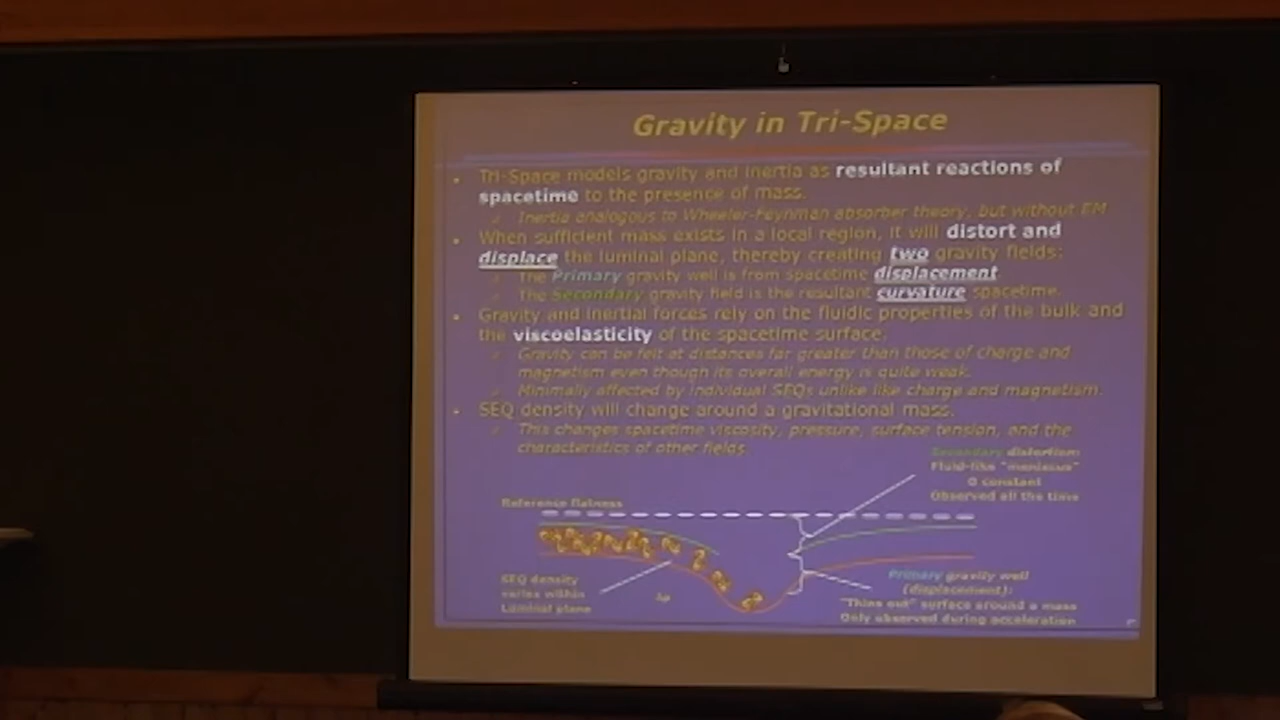 Gravity in Tri-Space
Tri-Space models gravity and inertia as resultant reactions of
spacetime to the presence of mass.
Inertia analogous to Wheeler-Feynman absorber theory, but without EM
When sufficient mass exists in a local region, it will distort and
displace the luminal plane, thereby creating two gravity fields:
The Primary gravity well is from spacetime displacement.
The Secondary gravity field is the resultant curvature spacetime.
Gravity and inertial forces rely on the fluidic properties of the bulk and
the viscoelasticity of the spacetime surface.
Gravity can be felt at distances far greater than those of charge and
magnetism even though its overall energy is quite weak.
Minimally affected by individual SEQs unlike like charge and magnetism.
SEQ density will change around a gravitational mass.
This changes spacetime viscosity, pressure, surface tension, and the
characteristics of other fields.
Secondary distortion:
Fluid-like "meniscus"
G constant
Observed all the time
Reference flatness
SEQ density
varies within
Luminal plane
Primary gravity well
(displacement):
"Thins out" surface around a mass
Only observed during acceleration